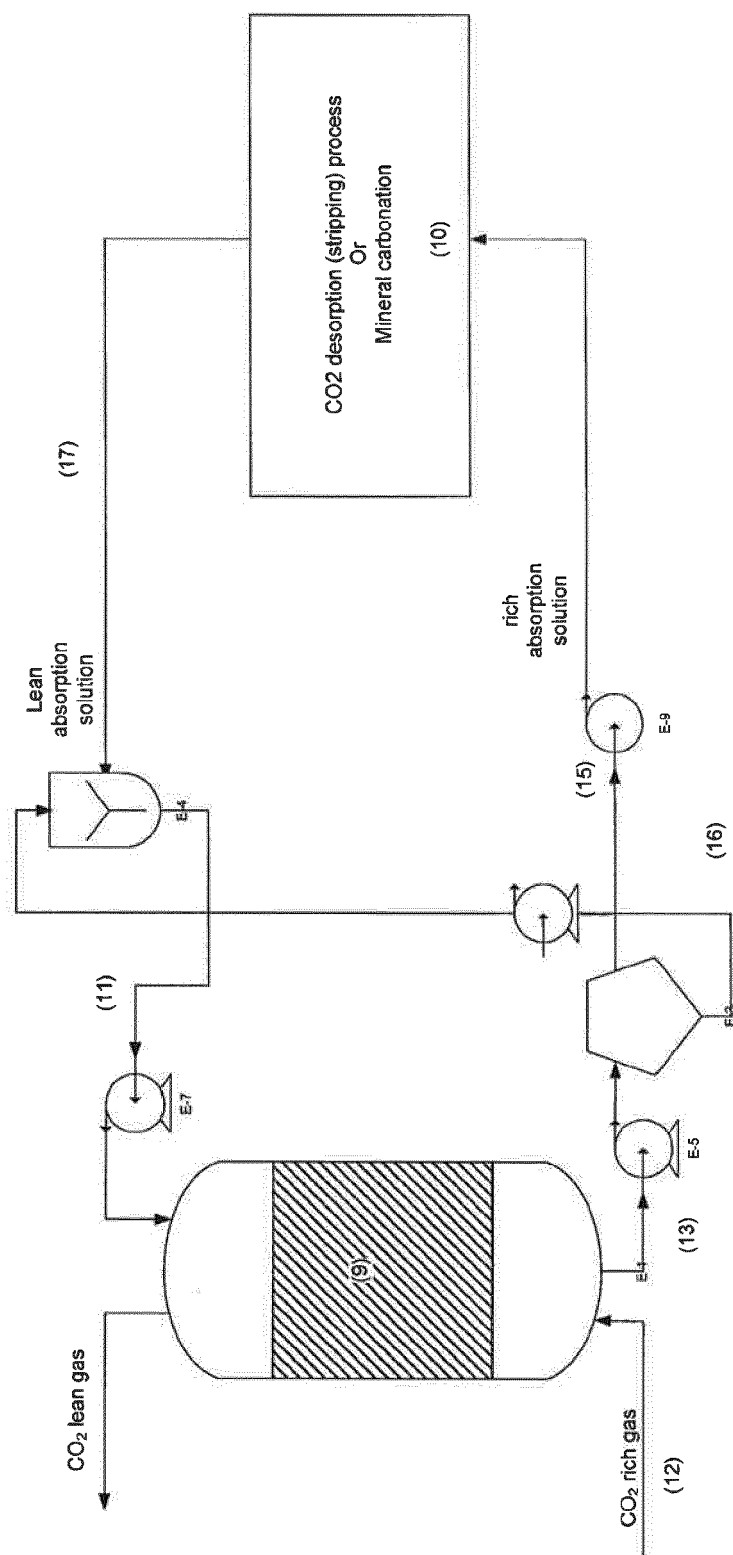 CO₂ lean gas
(11)
Lean
absorption
solution
(17)
E-4
E-7
CO2 desorption (stripping) process
Or
Mineral carbonation
(10)
(9)
rich
absorption
solution
(15)
E-9
E-5
E-1
(16)
CO₂ rich gas
(12)
(13)